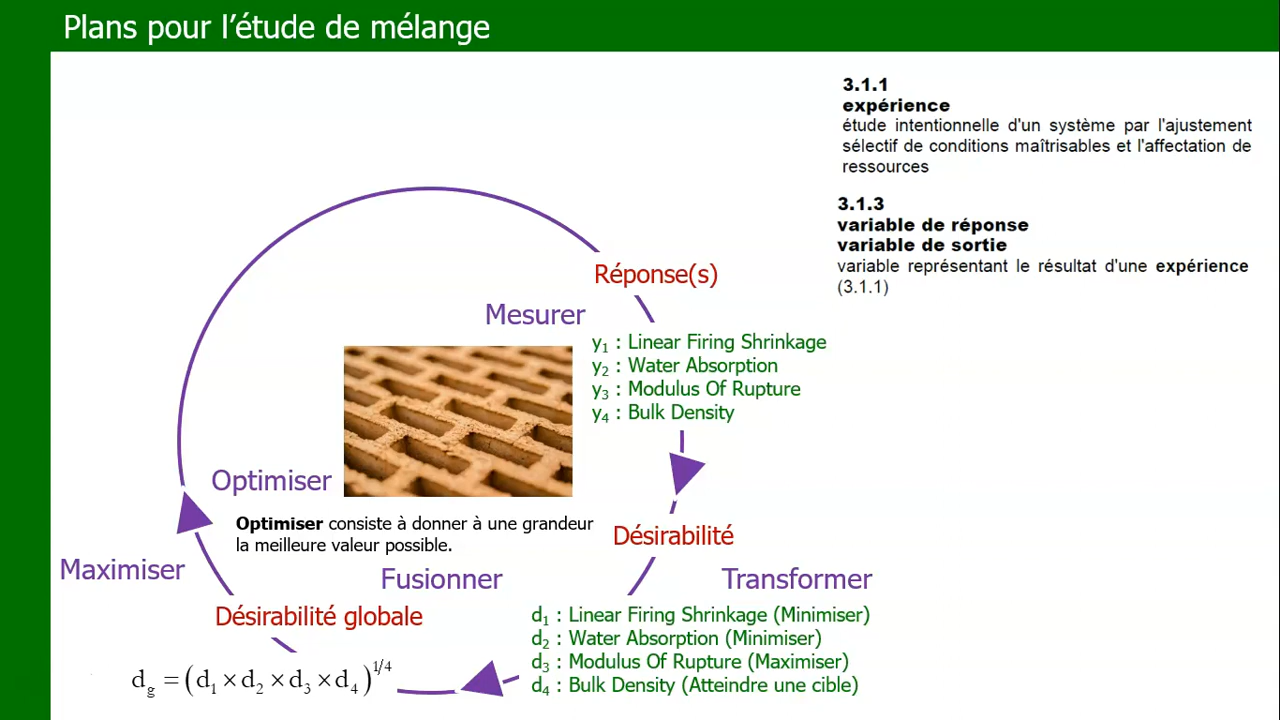 Plans pour l'étude de mélange
3.1.1
expérience
étude intentionnelle d'un système par l'ajustement
sélectif de conditions maîtrisables et l'affectation de
ressources
3.1.3
variable de réponse
variable de sortie
variable représentant le résultat d'une expérience
(3.1.1)
Réponse(s)
Mesurer
y₁ : Linear Firing Shrinkage
y₂ : Water Absorption
y₃ : Modulus Of Rupture
y₄ : Bulk Density
Optimiser
Optimiser consiste à donner à une grandeur
la meilleure valeur possible.
Désirabilité
Maximiser
Fusionner
Transformer
Désirabilité globale
d₁ : Linear Firing Shrinkage (Minimiser)
d₂ : Water Absorption (Minimiser)
d₃ : Modulus Of Rupture (Maximiser)
d₄ : Bulk Density (Atteindre une cible)
d_g = (d₁ × d₂ × d₃ × d₄)^1/4